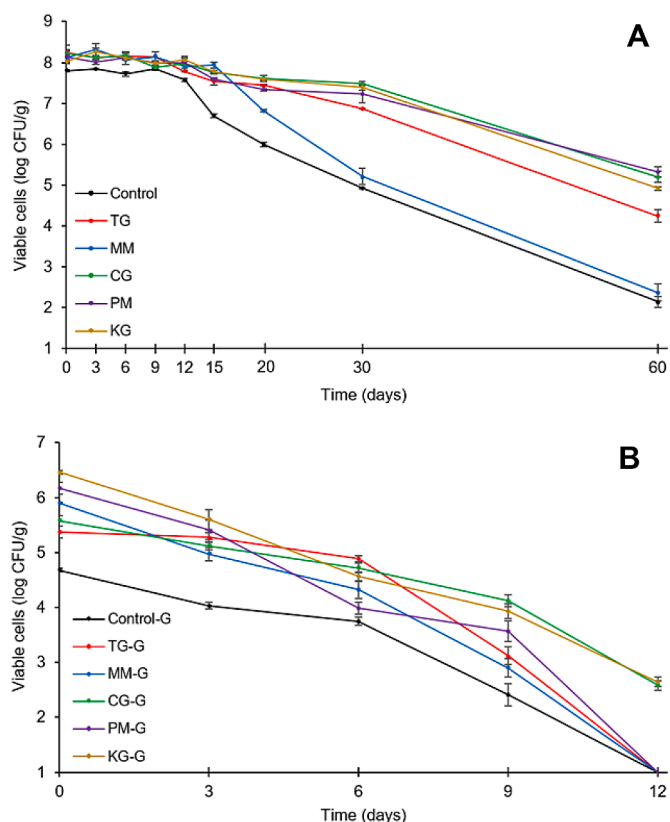 A
Viable cells (log CFU/g)
9
8
7
6
5
4
3
2
1
Control
TG
MM
CG
PM
KG
0 3 6 9 12 15 20 30 60
Time (days)
B
Viable cells (log CFU/g)
7
6
5
4
3
2
1
Control-G
TG-G
MM-G
CG-G
PM-G
KG-G
0 3 6 9 12
Time (days)